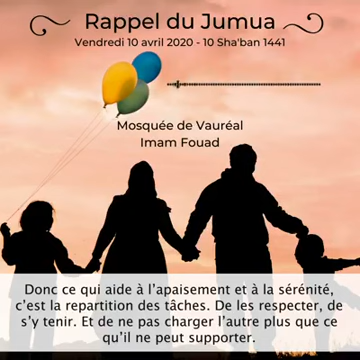 Rappel du Jumua
Vendredi 10 avril 2020 - 10 Sha'ban 1441
Mosquée de Vauréal
Imam Fouad
Donc ce qui aide à l'apaisement et à la sérénité,
c'est la repartition des tâches. De les respecter, de
s'y tenir. Et de ne pas charger l'autre plus que ce
qu'il ne peut supporter.